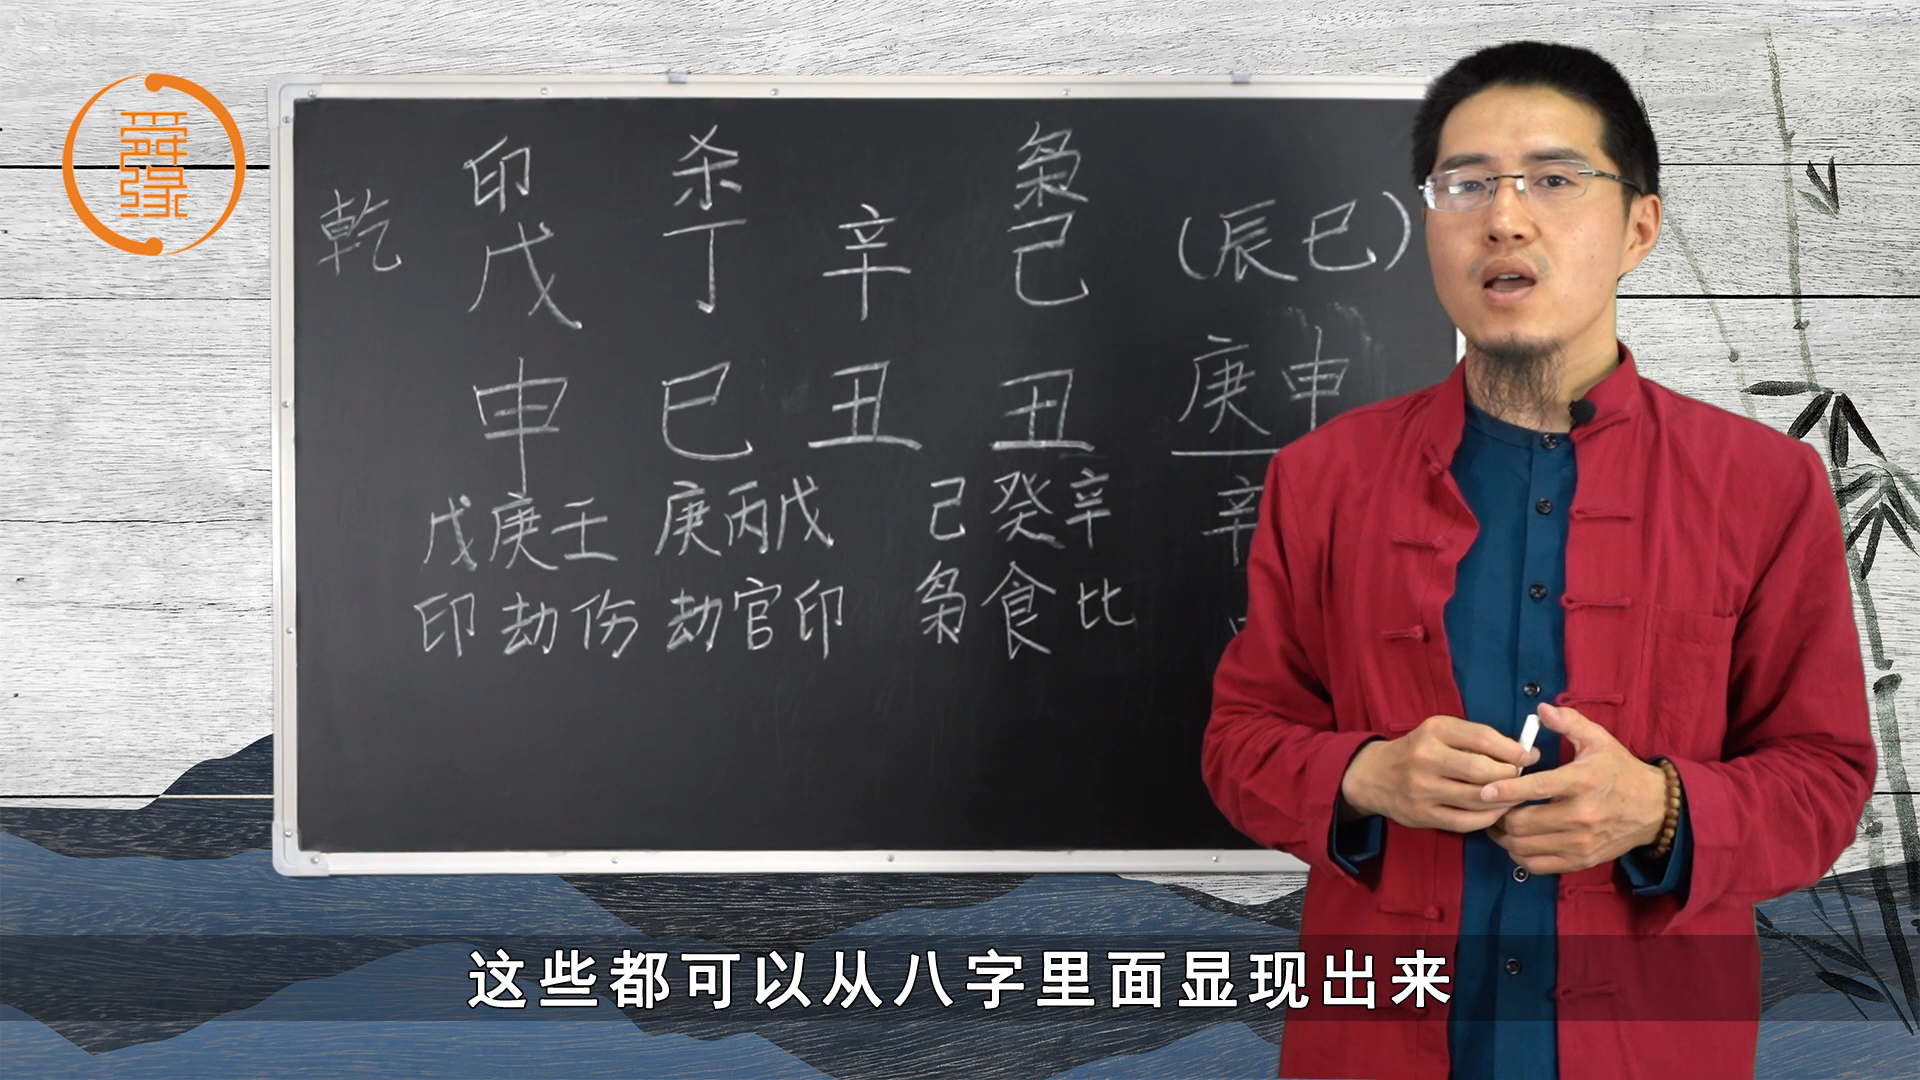 舜
缘
印 杀 枭
乾 戊 丁 辛 己 (辰巳)
申 巳 丑 丑 庚申
戊庚壬 庚丙戊 己癸辛 辛
印劫伤 劫官印 枭食比
这些都可以从八字里面显现出来